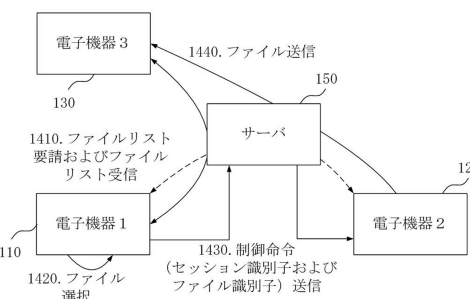 電子機器3
130
1440.ファイル送信
150
サーバ
1410.ファイルリスト
要請およびファイル
リスト受信
電子機器1
110
1420.ファイル
選択
1430.制御命令
(セッション識別子および
ファイル識別子)送信
電子機器2